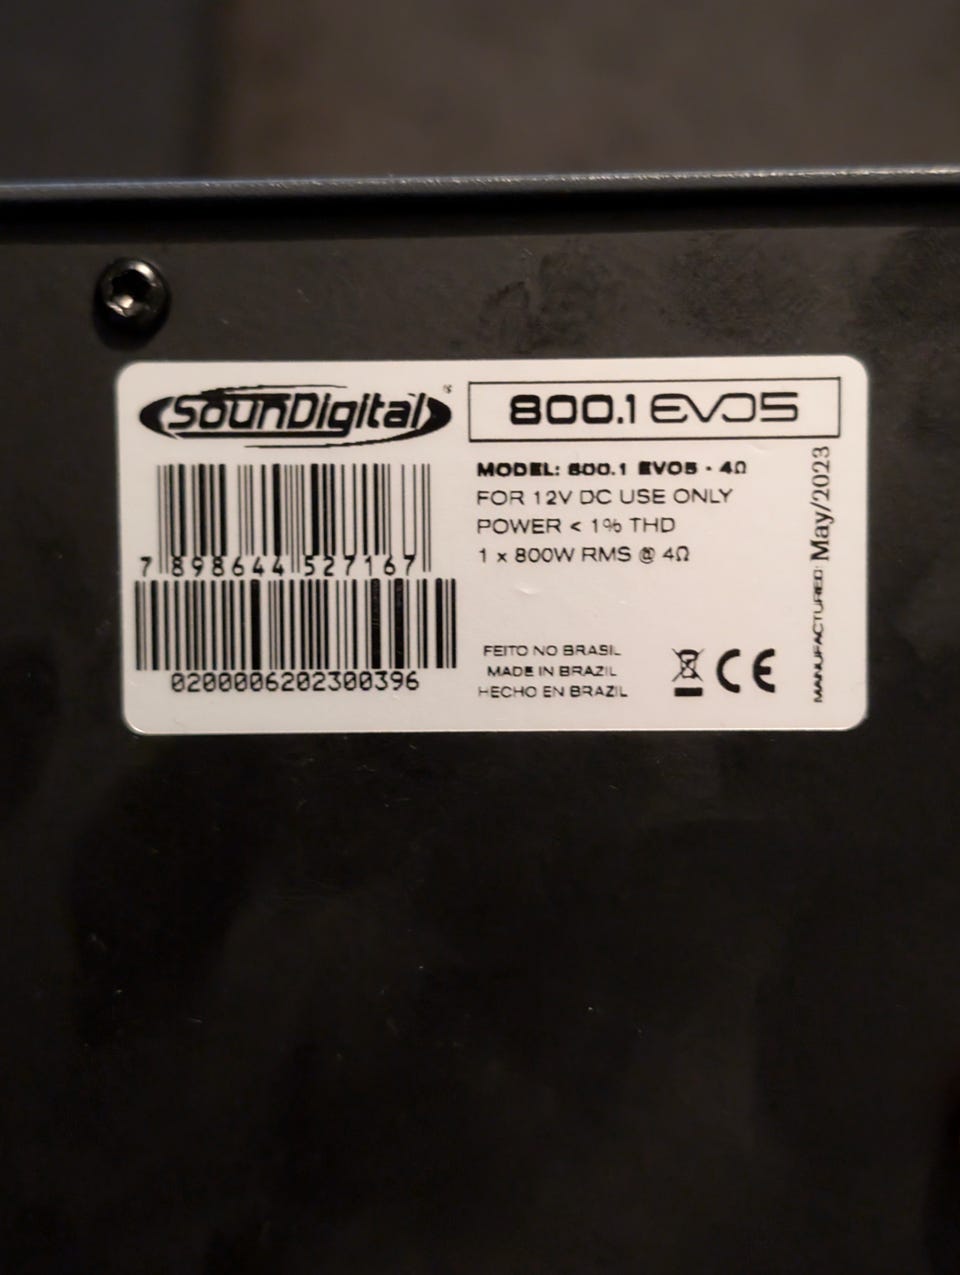 SounDigital
800.1 EVO5
7 898644 527167
0200006202300396
MODEL: 800.1 EVO5 - 4Ω
FOR 12V DC USE ONLY
POWER < 1% THD
1 x 800W RMS @ 4Ω
FEITO NO BRASIL
MADE IN BRAZIL
HECHO EN BRAZIL
CE
MANUFACTURED: May/2023